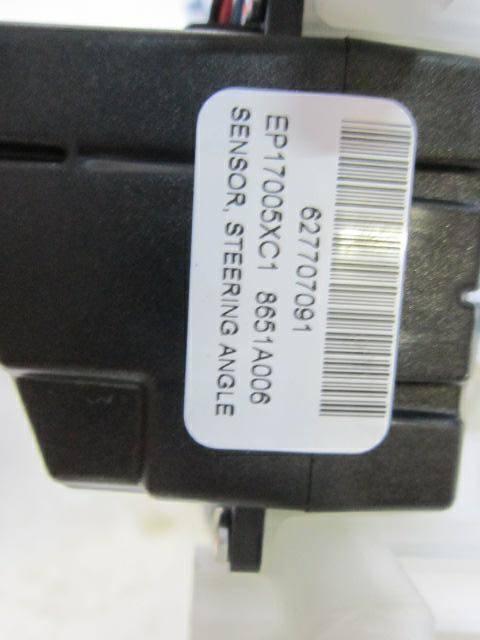 627707091
EP17005XC1 8651A006
SENSOR, STEERING ANGLE